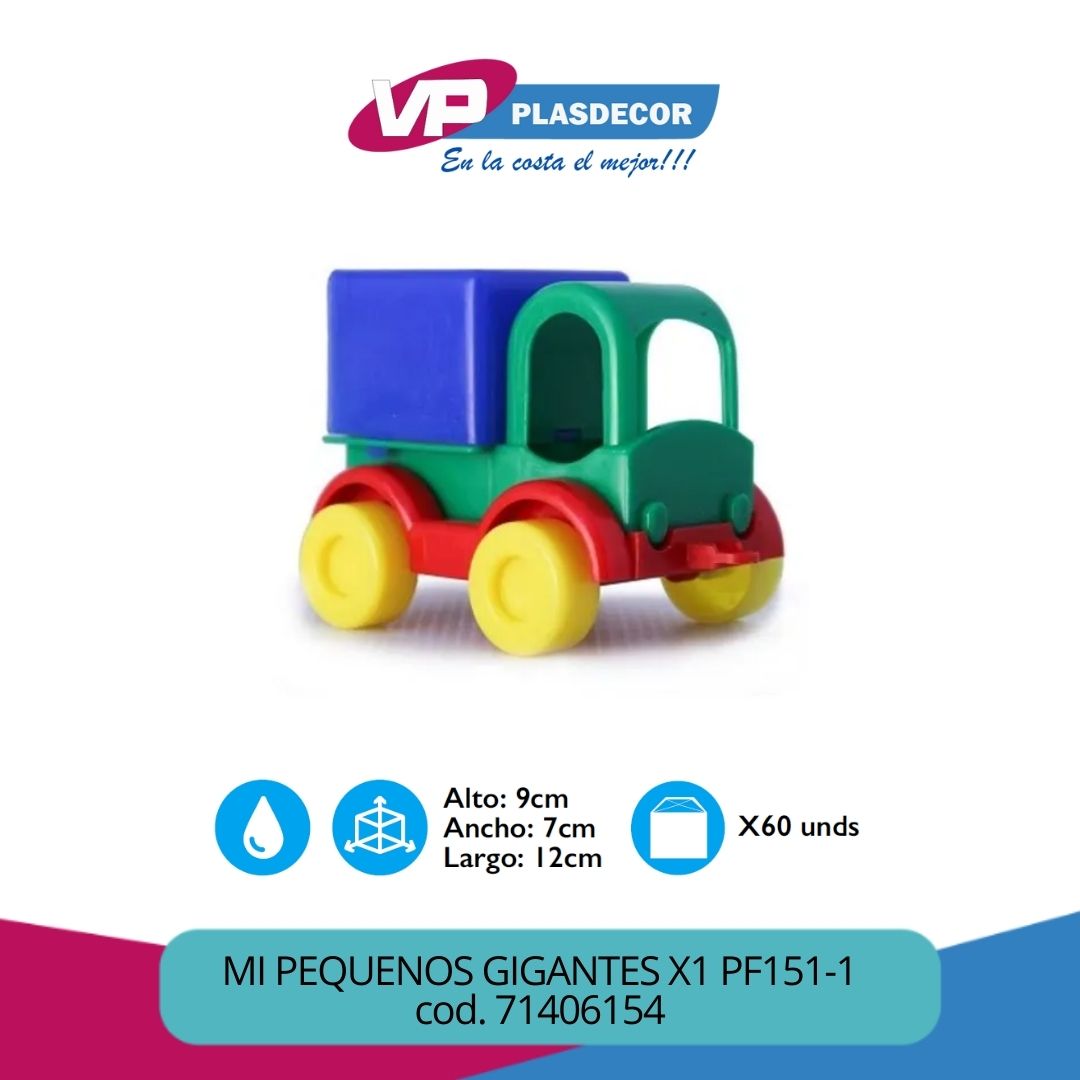 VP PLASDECOR
En la costa el mejor!!!
Alto: 9cm
Ancho: 7cm
Largo: 12cm
X60 unds
MI PEQUENOS GIGANTES X1 PF151-1
cod. 71406154